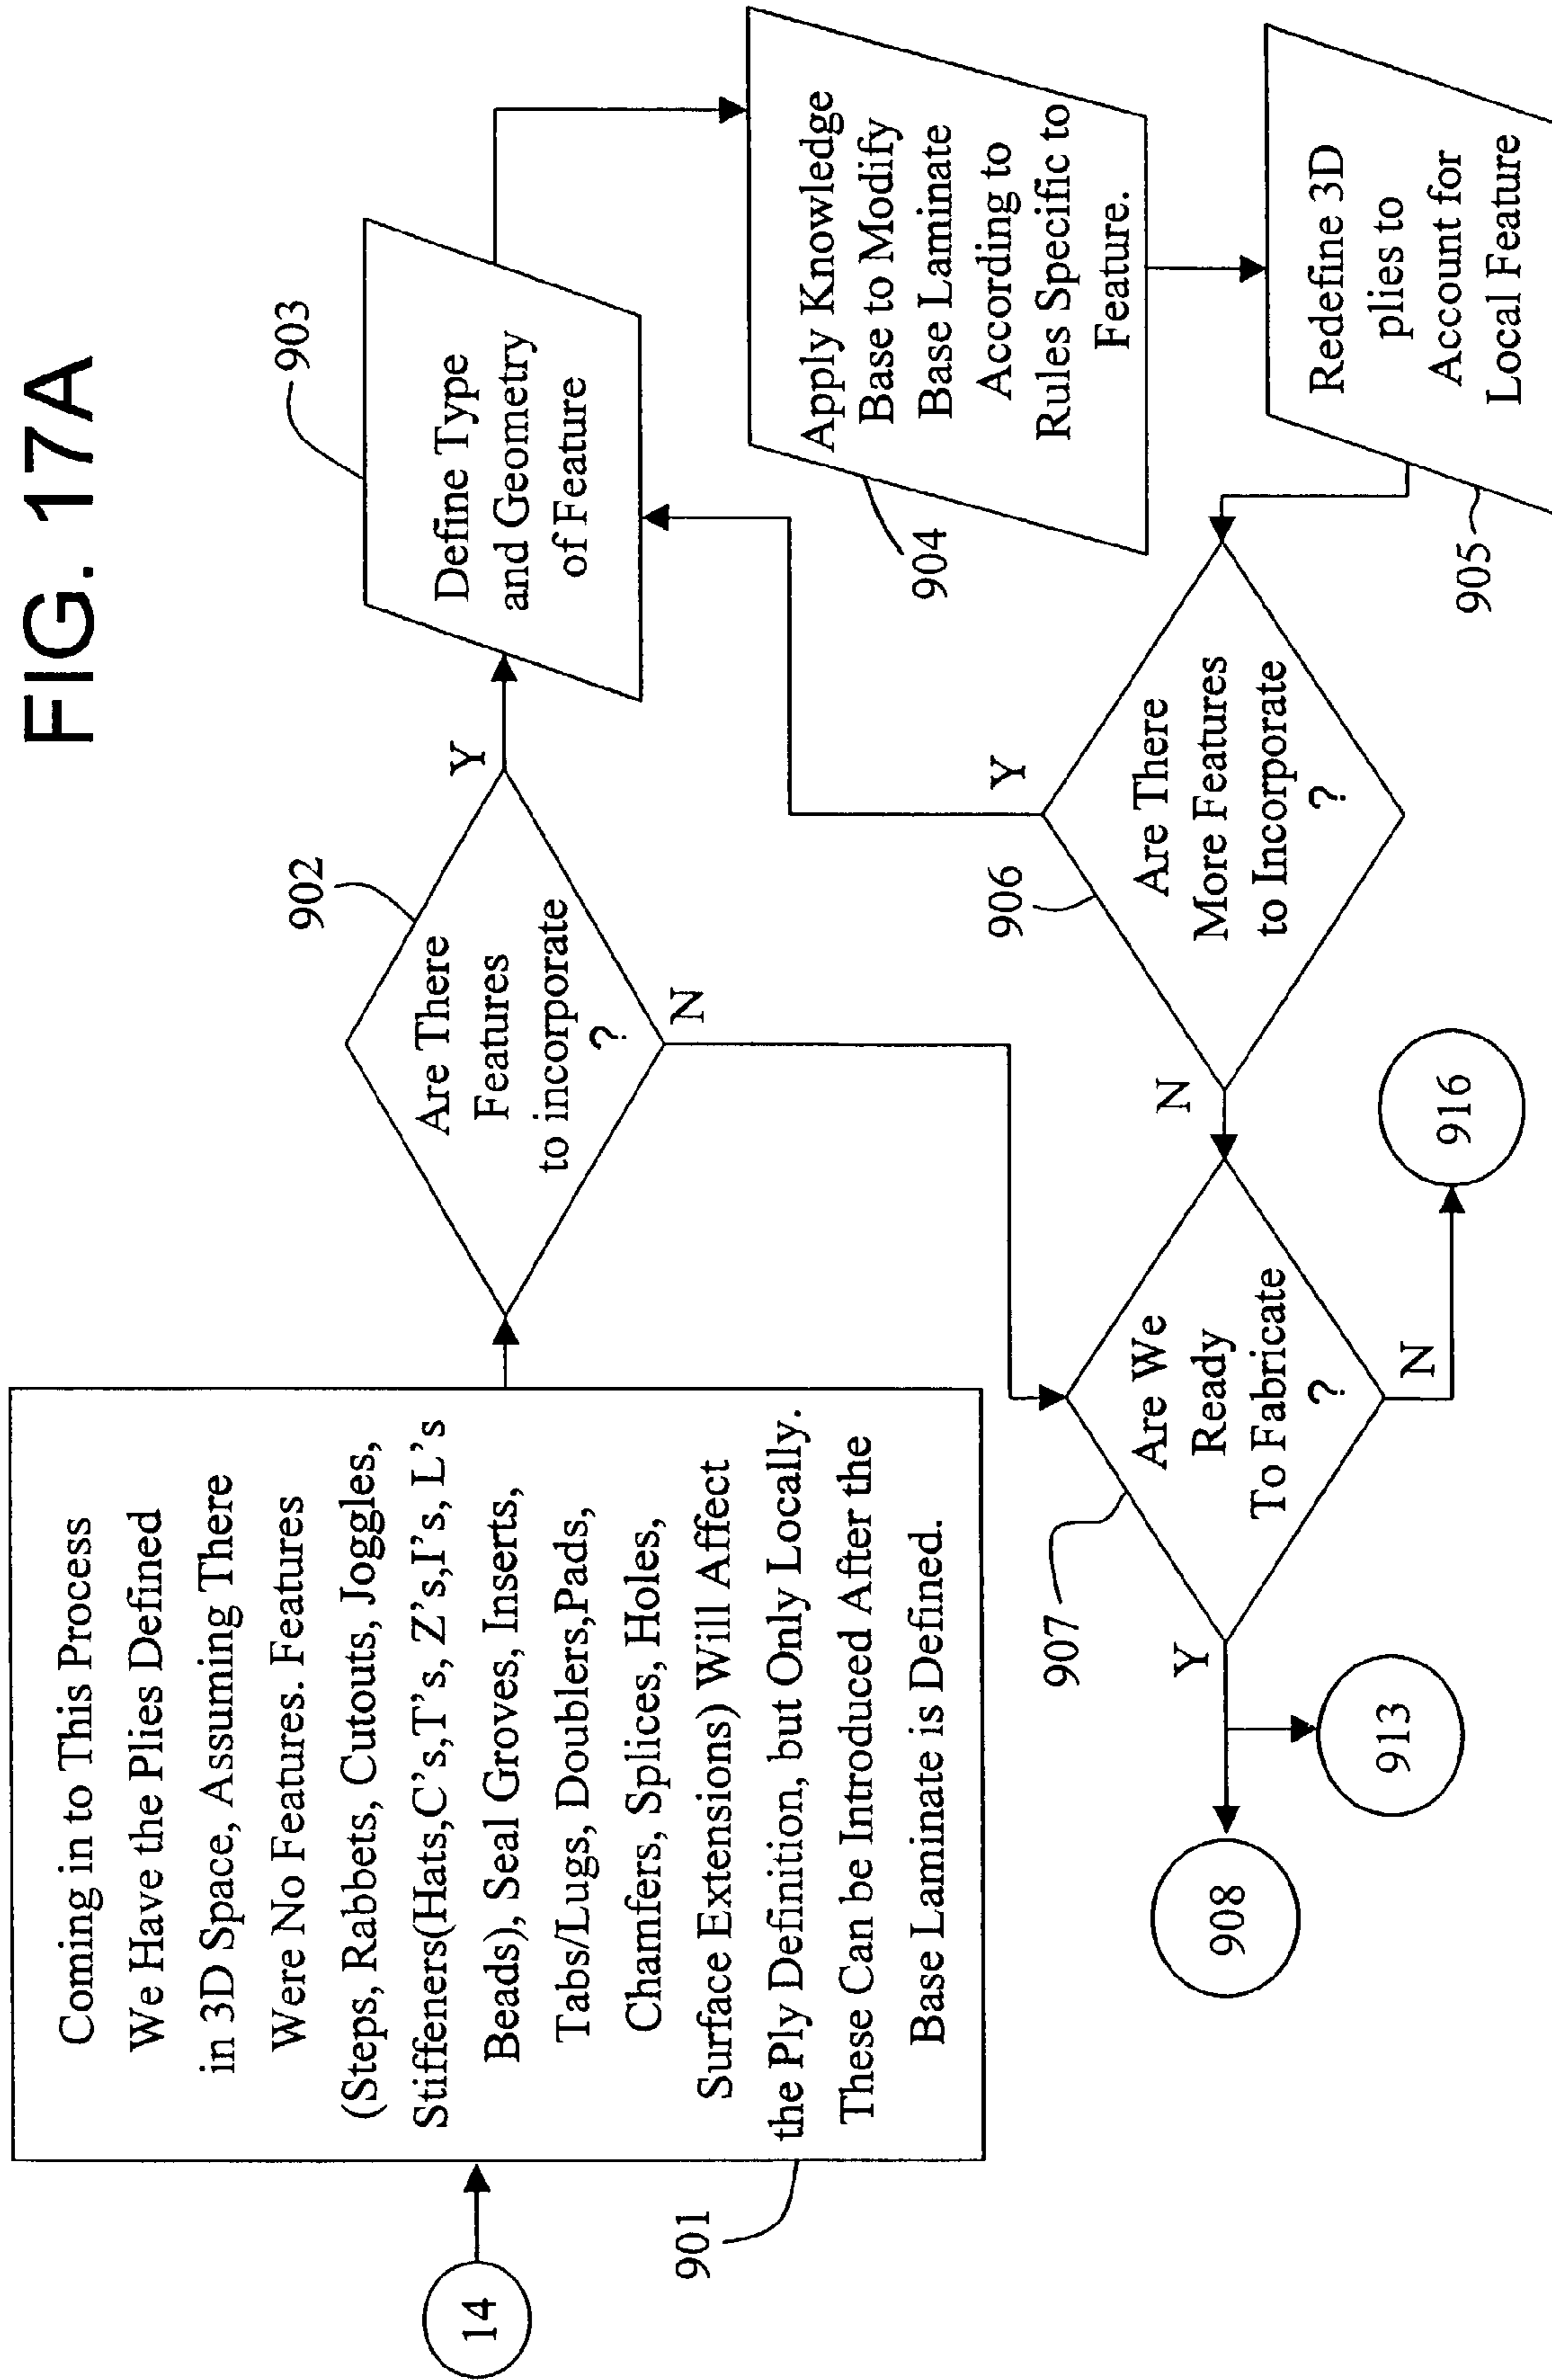 FIG. 17A
14
901
Coming in to This Process
We Have the Plies Defined
in 3D Space, Assuming There
Were No Features. Features
(Steps, Rabbets, Cutouts, Joggles,
Stiffeners(Hats,C's,T's, Z's,I's, L's
Beads), Seal Groves, Inserts,
Tabs/Lugs, Doublers,Pads,
Chamfers, Splices, Holes,
Surface Extensions) Will Affect
the Ply Definition, but Only Locally.
These Can be Introduced After the
Base Laminate is Defined.
902
Are There
Features
to incorporate
?
Y
N
903
Define Type
and Geometry
of Feature
904
Apply Knowledge
Base to Modify
Base Laminate
According to
Rules Specific to
Feature.
905
Redefine 3D
plies to
Account for
Local Feature
906
Are There
More Features
to Incorporate
?
Y
N
907
Are We
Ready
To Fabricate
?
Y
N
908
913
916